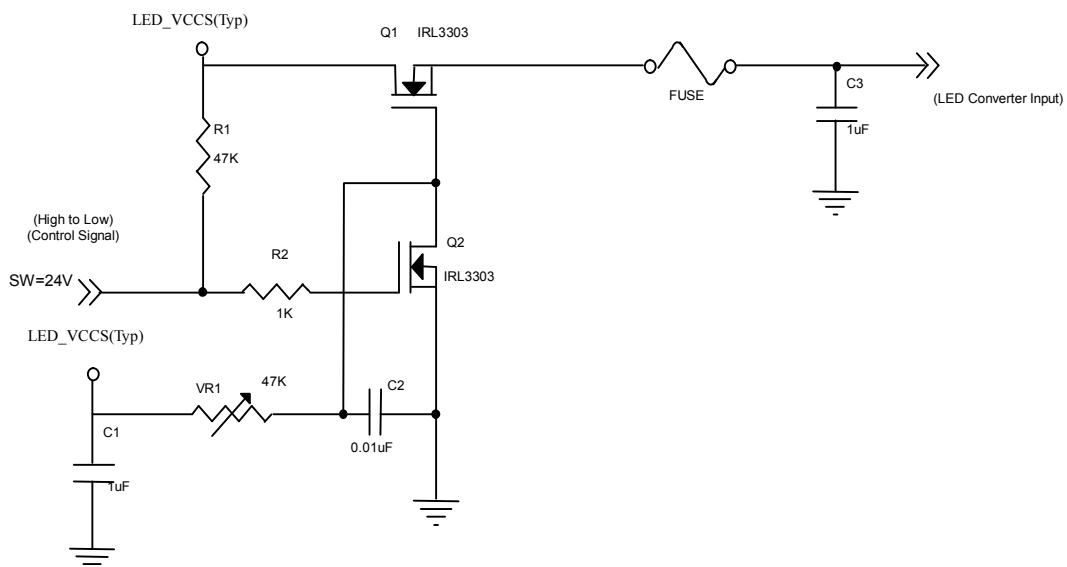 LED_VCCS(Typ)
Q1 IRL3303
FUSE
C3
1uF
(LED Converter Input)
R1
47K
(High to Low)
(Control Signal)
SW=24V
R2
1K
Q2
IRL3303
LED_VCCS(Typ)
VR1 47K
C2
0.01uF
C1
1uF